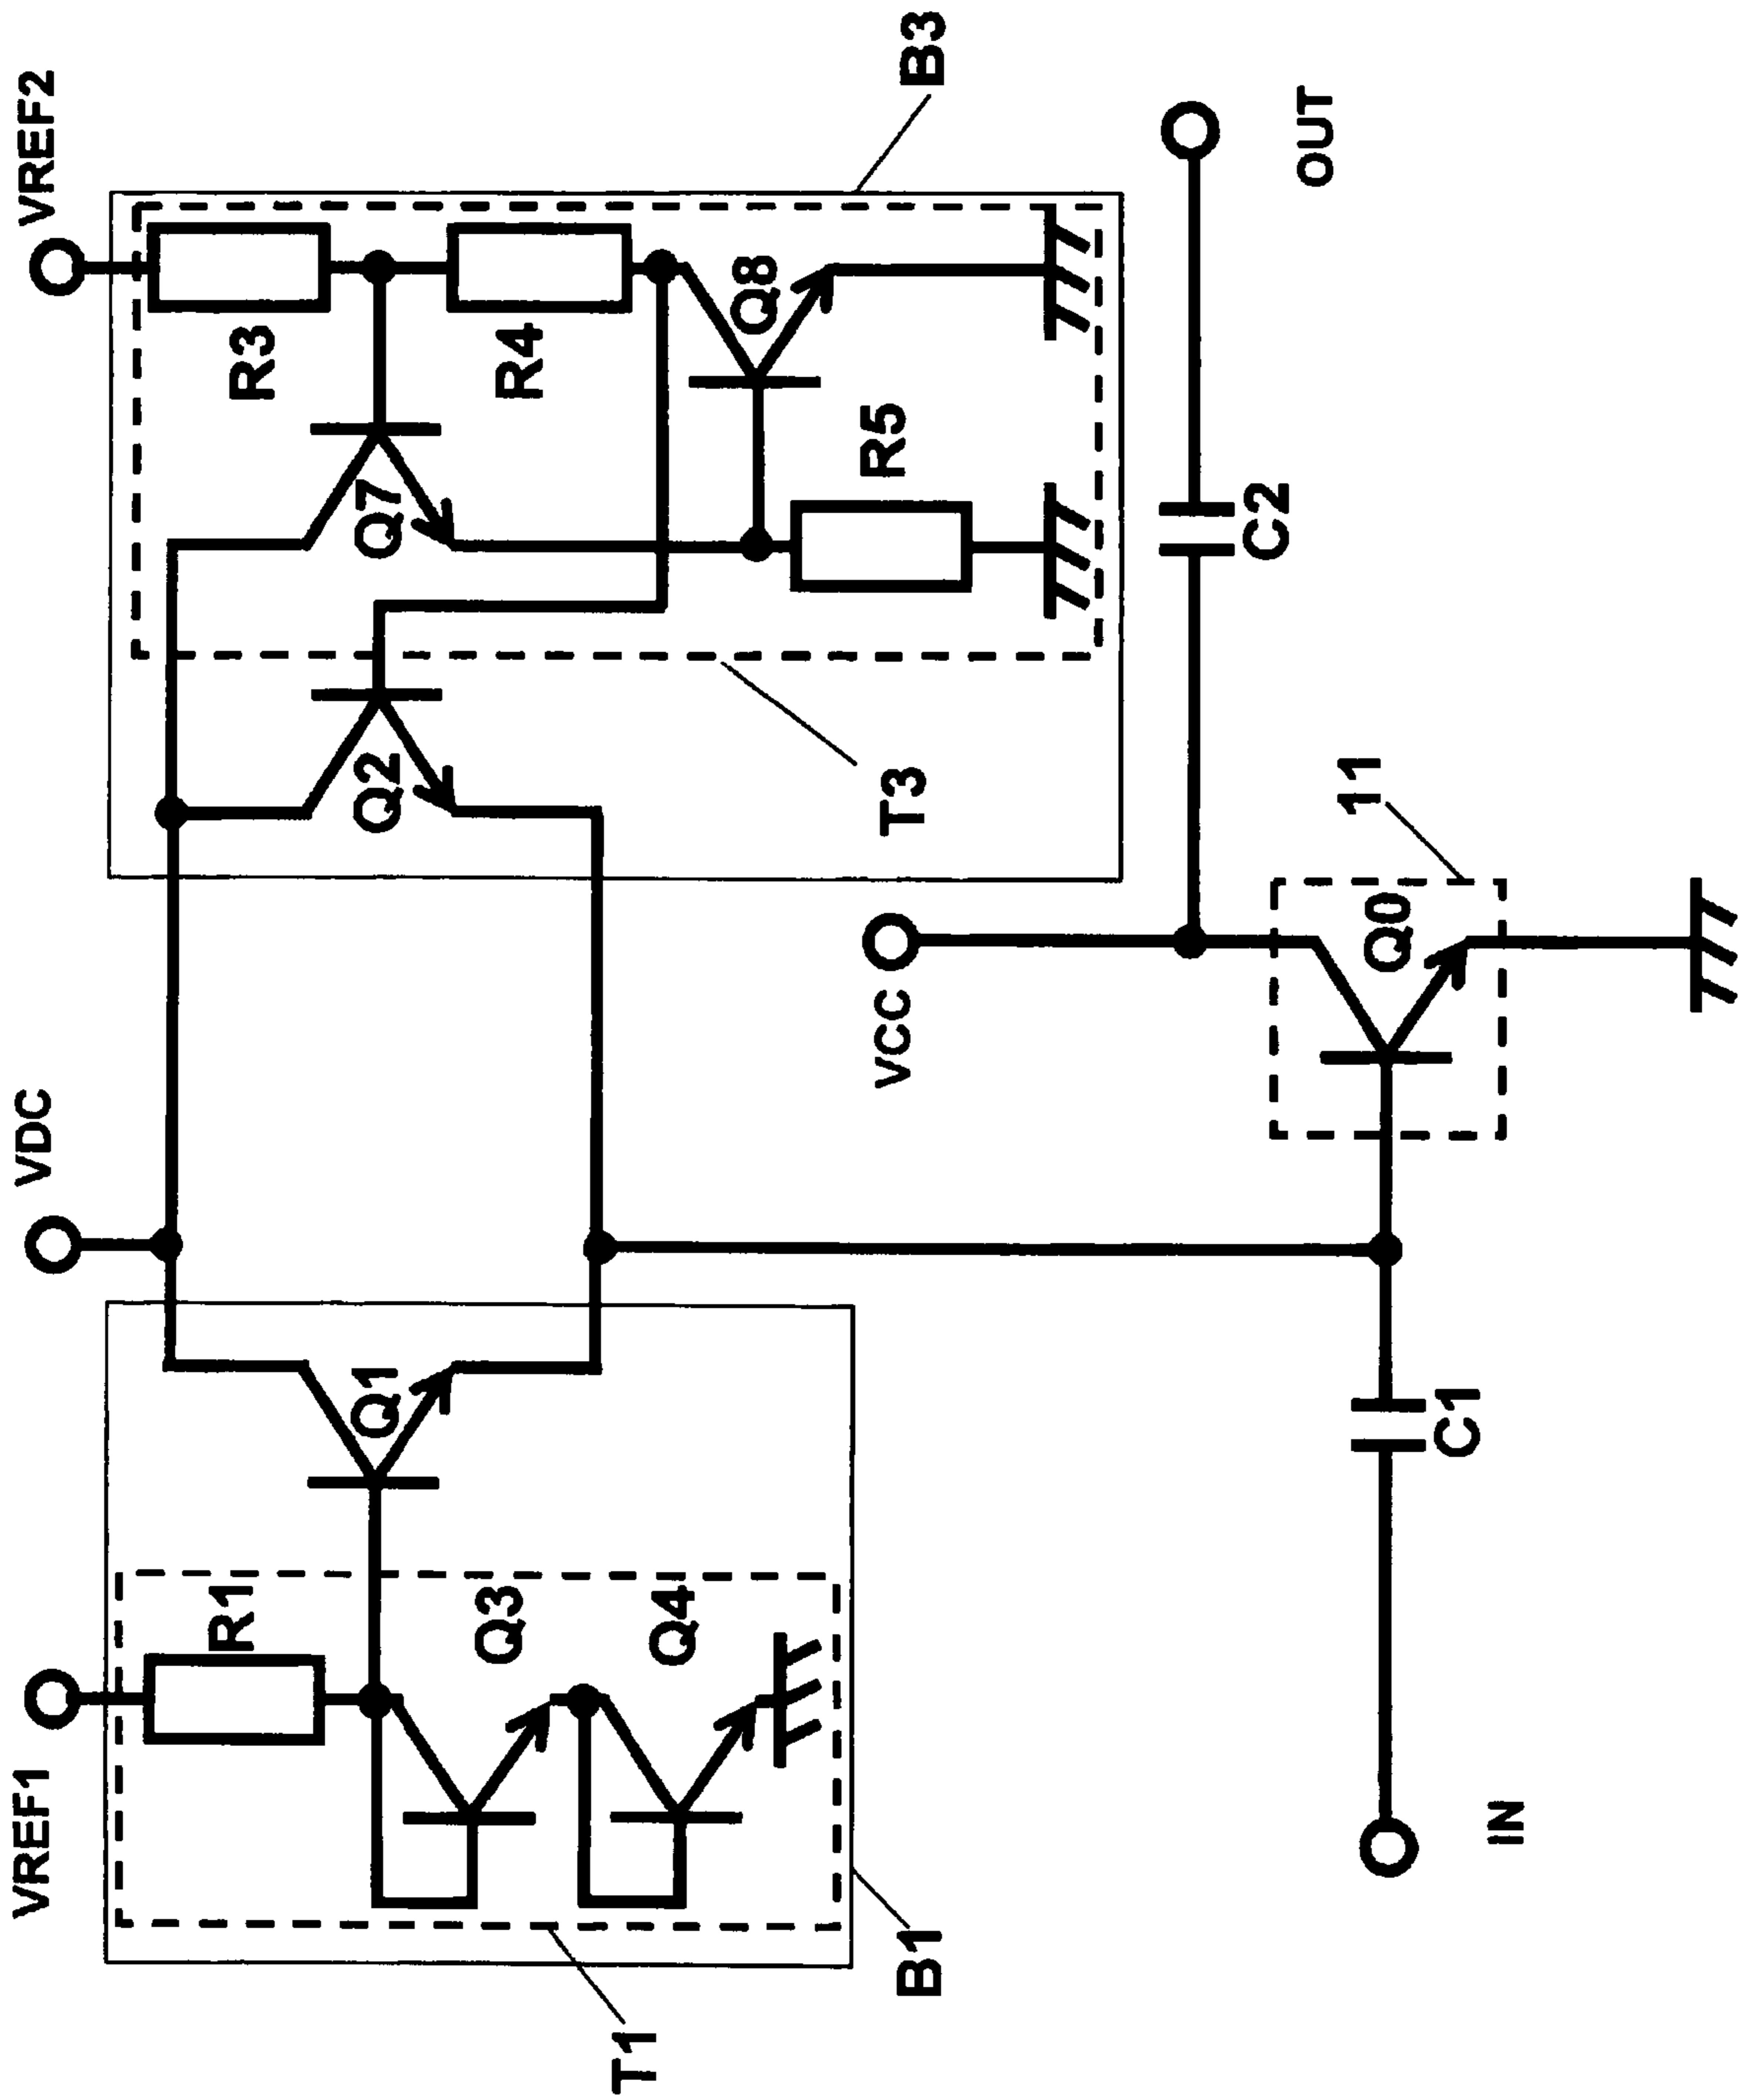 VREF1
VDC
VREF2
R1
Q1
Q3
Q4
T1
B1
Q2
Q7
R3
R4
Q8
R5
T3
B3
VCC
Q0
11
C1
C2
IN
OUT